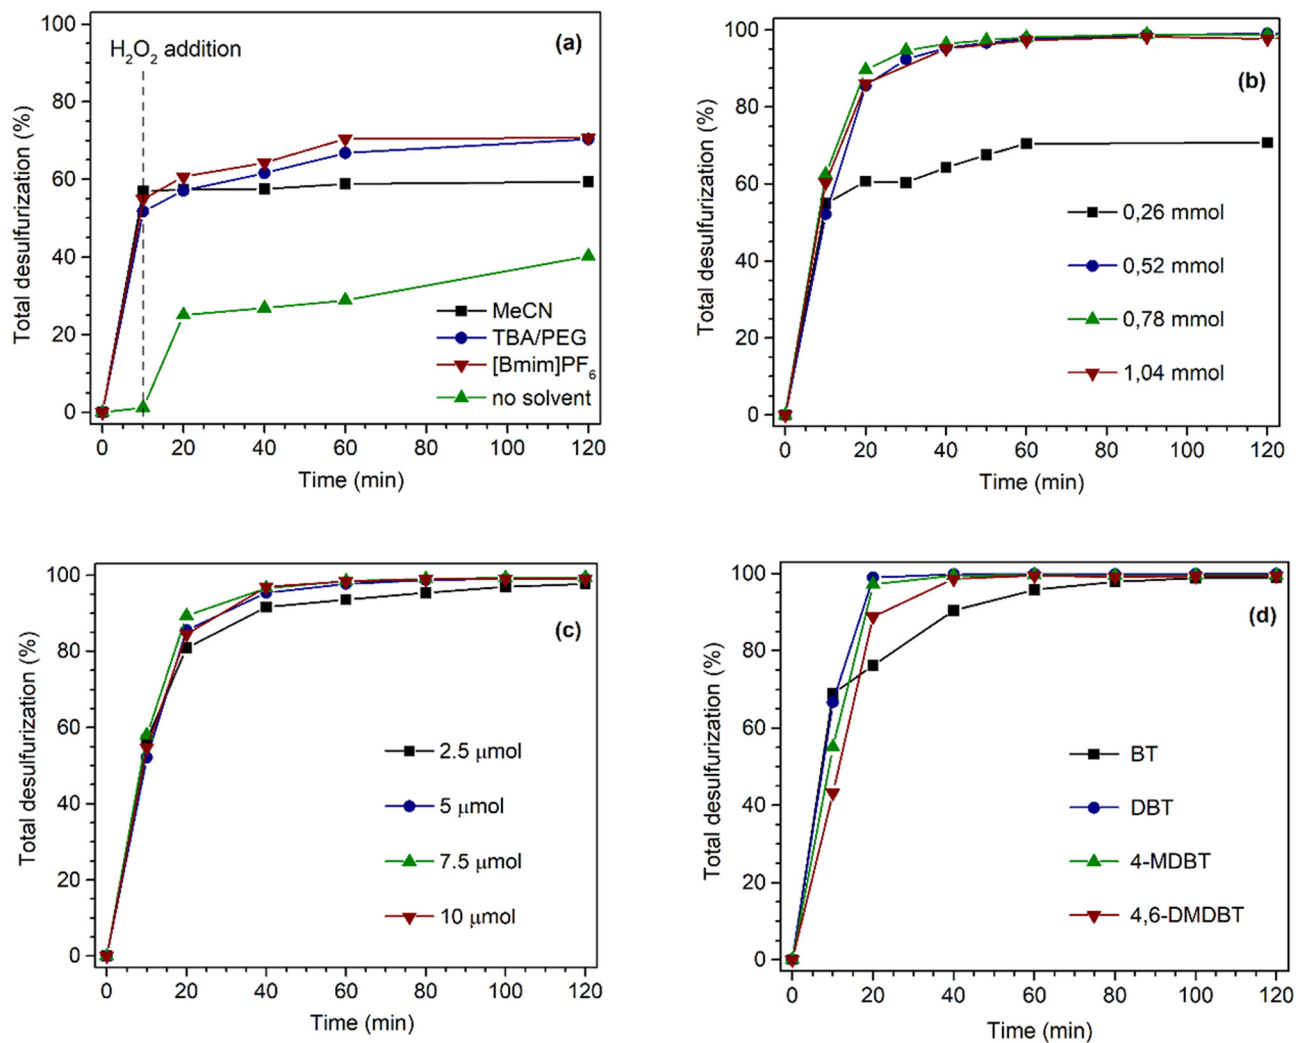 (a)
H₂O₂ addition
Total desulfurization (%)
100
80
60
40
20
0
MeCN
TBA/PEG
[Bmim]PF₆
no solvent
0 20 40 60 80 100 120
Time (min)
(b)
Total desulfurization (%)
100
80
60
40
20
0
0,26 mmol
0,52 mmol
0,78 mmol
1,04 mmol
0 20 40 60 80 100 120
Time (min)
(c)
Total desulfurization (%)
100
80
60
40
20
0
2.5 μmol
5 μmol
7.5 μmol
10 μmol
0 20 40 60 80 100 120
Time (min)
(d)
Total desulfurization (%)
100
80
60
40
20
0
BT
DBT
4-MDBT
4,6-DMDBT
0 20 40 60 80 100 120
Time (min)